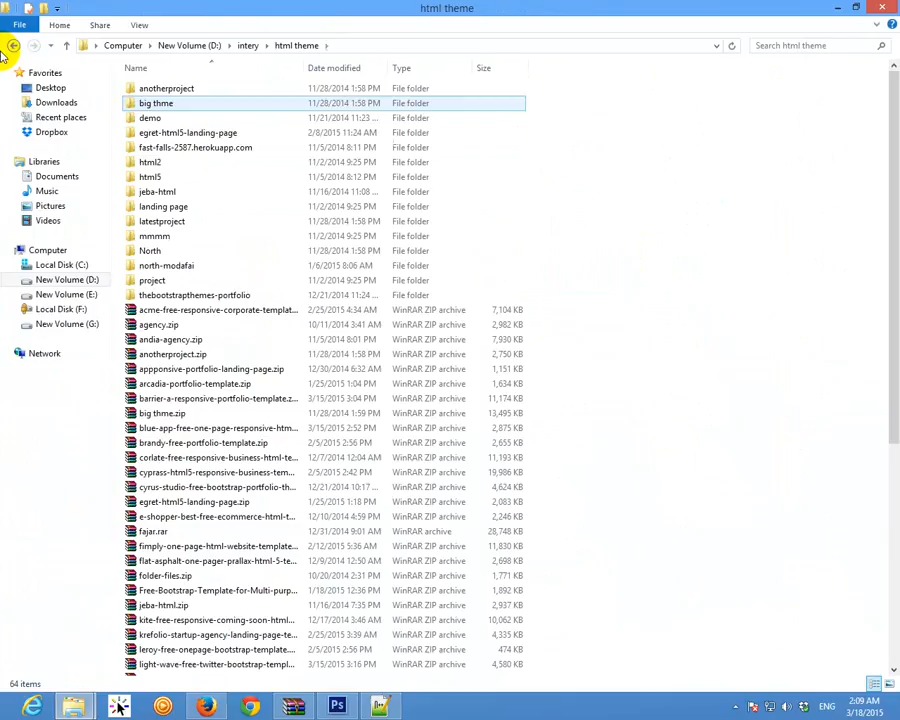 html theme
File Home Share View
Computer New Volume (D:) intery html theme Search html theme
Name Date modified Type Size
Favorites
Desktop
Downloads
Recent places
Dropbox
Libraries
Documents
Music
Pictures
Videos
Computer
Local Disk (C:)
New Volume (D:)
New Volume (E:)
Local Disk (F:)
New Volume (G:)
Network
anotherproject 11/28/2014 1:58 PM File folder
big thme 11/28/2014 1:58 PM File folder
demo 11/21/2014 11:23 ... File folder
egret-html5-landing-page 2/8/2015 11:24 AM File folder
fast-falls-2587.herokuapp.com 11/5/2014 8:11 PM File folder
html2 11/2/2014 9:25 PM File folder
html5 11/5/2014 8:12 PM File folder
jeba-html 11/16/2014 11:08 ... File folder
landing page 11/2/2014 9:25 PM File folder
latestproject 11/28/2014 1:58 PM File folder
mmmm 11/2/2014 9:25 PM File folder
North 11/28/2014 1:58 PM File folder
north-modafai 1/6/2015 8:06 AM File folder
project 11/2/2014 9:25 PM File folder
thebootstrapthemes-portfolio 12/21/2014 11:24 ... File folder
acme-free-responsive-corporate-templat... 2/25/2015 4:34 AM WinRAR ZIP archive 7,104 KB
agency.zip 10/11/2014 3:41 AM WinRAR ZIP archive 2,982 KB
andia-agency.zip 11/5/2014 8:01 PM WinRAR ZIP archive 7,930 KB
anotherproject.zip 11/28/2014 1:58 PM WinRAR ZIP archive 2,750 KB
appponsive-portfolio-landing-page.zip 12/30/2014 6:32 AM WinRAR ZIP archive 1,151 KB
arcadia-portfolio-template.zip 1/25/2015 1:04 PM WinRAR ZIP archive 1,634 KB
barrier-a-responsive-portfolio-template.z... 3/15/2015 3:04 PM WinRAR ZIP archive 11,174 KB
big thme.zip 11/28/2014 1:59 PM WinRAR ZIP archive 13,495 KB
blue-app-free-one-page-responsive-htm... 3/15/2015 2:52 PM WinRAR ZIP archive 2,875 KB
brandy-free-portfolio-template.zip 2/5/2015 2:56 PM WinRAR ZIP archive 2,655 KB
corlate-free-responsive-business-html-te... 12/7/2014 12:04 AM WinRAR ZIP archive 11,193 KB
cyprass-html5-responsive-business-tem... 2/5/2015 2:42 PM WinRAR ZIP archive 19,986 KB
cyrus-studio-free-bootstrap-portfolio-th... 12/21/2014 10:17 ... WinRAR ZIP archive 4,624 KB
egret-html5-landing-page.zip 1/25/2015 1:18 PM WinRAR ZIP archive 2,083 KB
e-shopper-best-free-ecommerce-html-t... 12/10/2014 4:59 PM WinRAR ZIP archive 2,246 KB
fajar.rar 12/31/2014 9:01 AM WinRAR archive 28,748 KB
fimply-one-page-html-website-template... 2/12/2015 5:36 AM WinRAR ZIP archive 11,830 KB
flat-asphalt-one-pager-prallax-html-5-te... 12/9/2014 12:50 AM WinRAR ZIP archive 2,698 KB
folder-files.zip 10/20/2014 2:31 PM WinRAR ZIP archive 1,771 KB
Free-Bootstrap-Template-for-Multi-purp... 1/18/2015 12:36 PM WinRAR ZIP archive 1,892 KB
jeba-html.zip 11/16/2014 7:35 PM WinRAR ZIP archive 2,937 KB
kite-free-responsive-coming-soon-html... 12/17/2014 3:46 AM WinRAR ZIP archive 10,062 KB
krefolio-startup-agency-landing-page-te... 2/25/2015 3:39 AM WinRAR ZIP archive 4,335 KB
leroy-free-onepage-bootstrap-template.... 2/5/2015 2:56 PM WinRAR ZIP archive 474 KB
light-wave-free-twitter-bootstrap-templ... 3/15/2015 3:16 PM WinRAR ZIP archive 4,580 KB
64 items
Ps
ENG
2:09 AM
3/18/2015